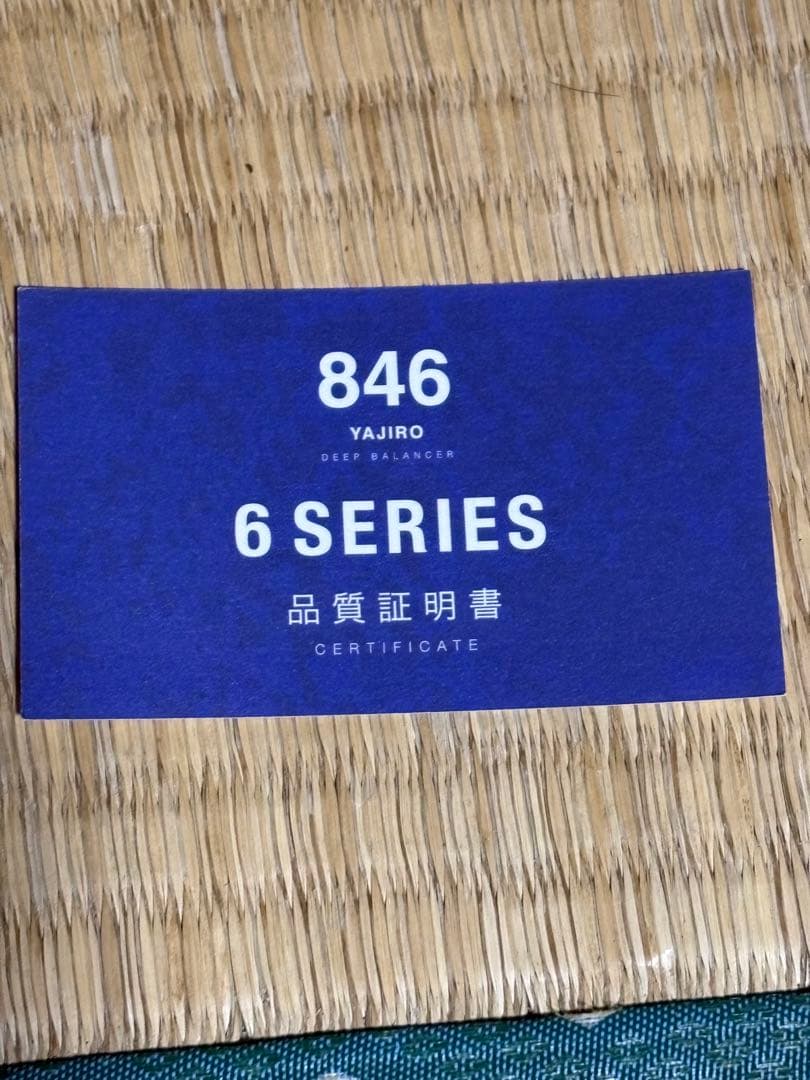 846
YAJIRO
DEEP BALANCER
6 SERIES
品質証明書
CERTIFICATE